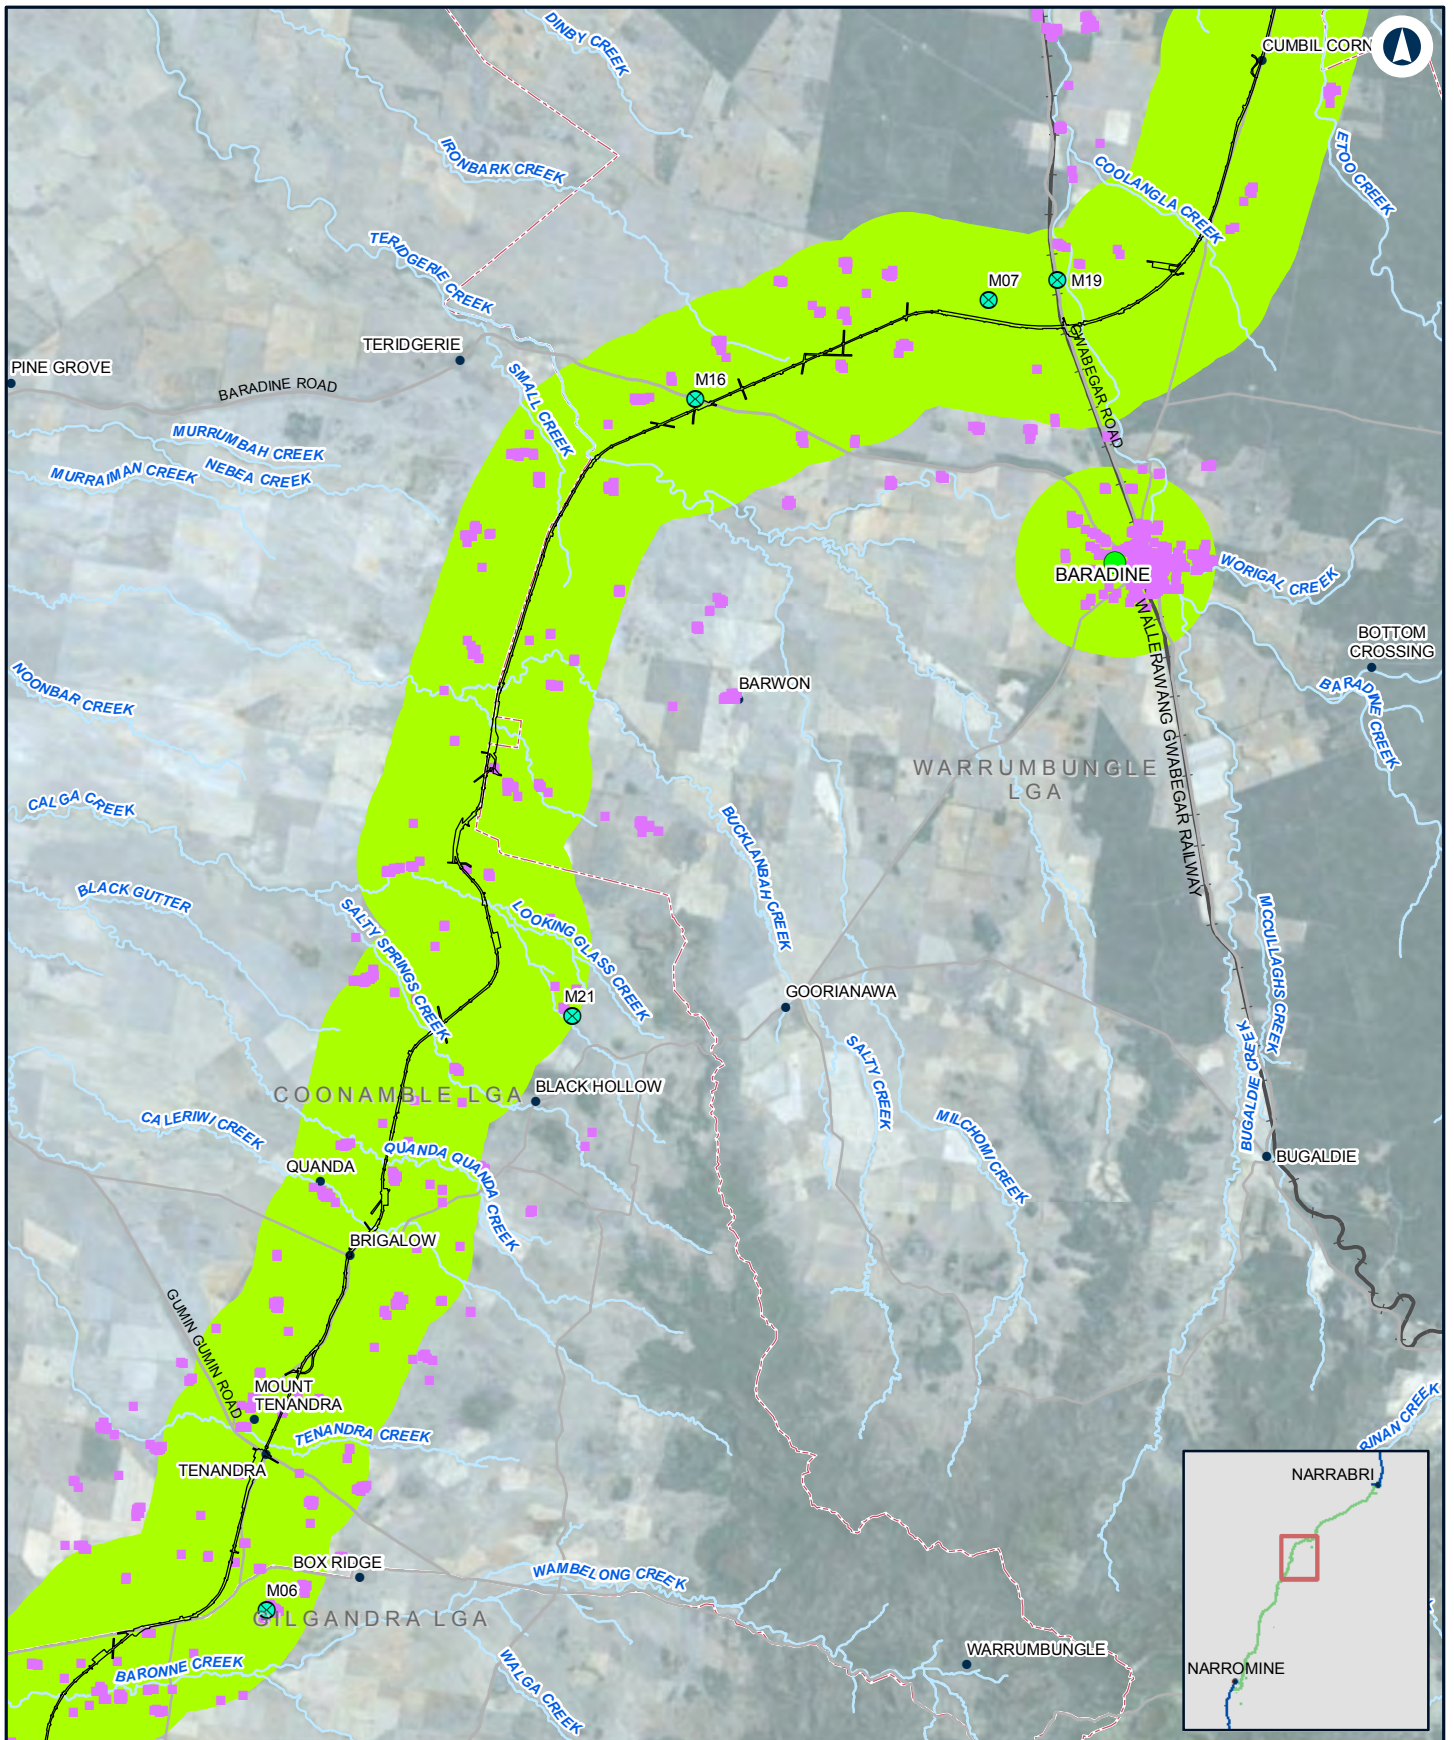 DINBY CREEK
CUMBIL CORN
IRONBARK CREEK
ETOO CREEK
COOLANGLA CREEK
TERIDGERIE CREEK
M07
M19
TERIDGERIE
PINE GROVE
BARADINE ROAD
SMALL CREEK
M16
GWABEGAR ROAD
MURRUMBAH CREEK
MURRAIMAN CREEK
NEBEA CREEK
BARADINE
WORIGAL CREEK
WALLERAWANG GWABEGAR RAILWAY
BOTTOM
CROSSING
BARADINE CREEK
NOONBAR CREEK
BARWON
WARRUMBUNGLE
LGA
CALGA CREEK
BUCKLANBAH CREEK
BLACK GUTTER
SALTY SPRINGS CREEK
LOOKING GLASS CREEK
MCCULLAGHS CREEK
M21
GOORIANAWA
SALTY CREEK
BUGALDIE CREEK
COONAMBLE LGA
BLACK HOLLOW
CALERIWI CREEK
MILCHOMI CREEK
QUANDA QUANDA CREEK
QUANDA
BUGALDIE
BRIGALOW
GUMIN GUMIN ROAD
MOUNT
TENANDRA
TENANDRA CREEK
BINAN CREEK
TENANDRA
NARRABRI
BOX RIDGE
WAMBELONG CREEK
M06
GILGANDRA LGA
BARONNE CREEK
WALGA CREEK
WARRUMBUNGLE
NARROMINE